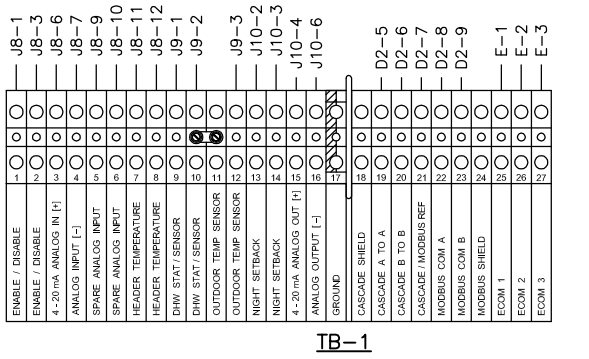 J8-1
J8-3
J8-6
J8-7
J8-9
J8-10
J8-11
J8-12
J9-1
J9-2
J9-3
J10-2
J10-3
J10-4
J10-6
D2-5
D2-6
D2-7
D2-8
D2-9
E-1
E-2
E-3
1 2 3 4 5 6 7 8 9 10 11 12 13 14 15 16 17 18 19 20 21 22 23 24 25 26 27
ENABLE / DISABLE
ENABLE / DISABLE
4-20 mA ANALOG IN [+]
ANALOG INPUT [-]
SPARE ANALOG INPUT
SPARE ANALOG INPUT
HEADER TEMPERATURE
HEADER TEMPERATURE
DHW STAT / SENSOR
DHW STAT / SENSOR
OUTDOOR TEMP SENSOR
OUTDOOR TEMP SENSOR
NIGHT SETBACK
NIGHT SETBACK
4-20 mA ANALOG OUT [+]
ANALOG OUTPUT [-]
GROUND
CASCADE SHIELD
CASCADE A TO A
CASCADE B TO B
CASCADE / MODBUS REF
MODBUS COM A
MODBUS COM B
MODBUS SHIELD
ECOM 1
ECOM 2
ECOM 3
TB-1